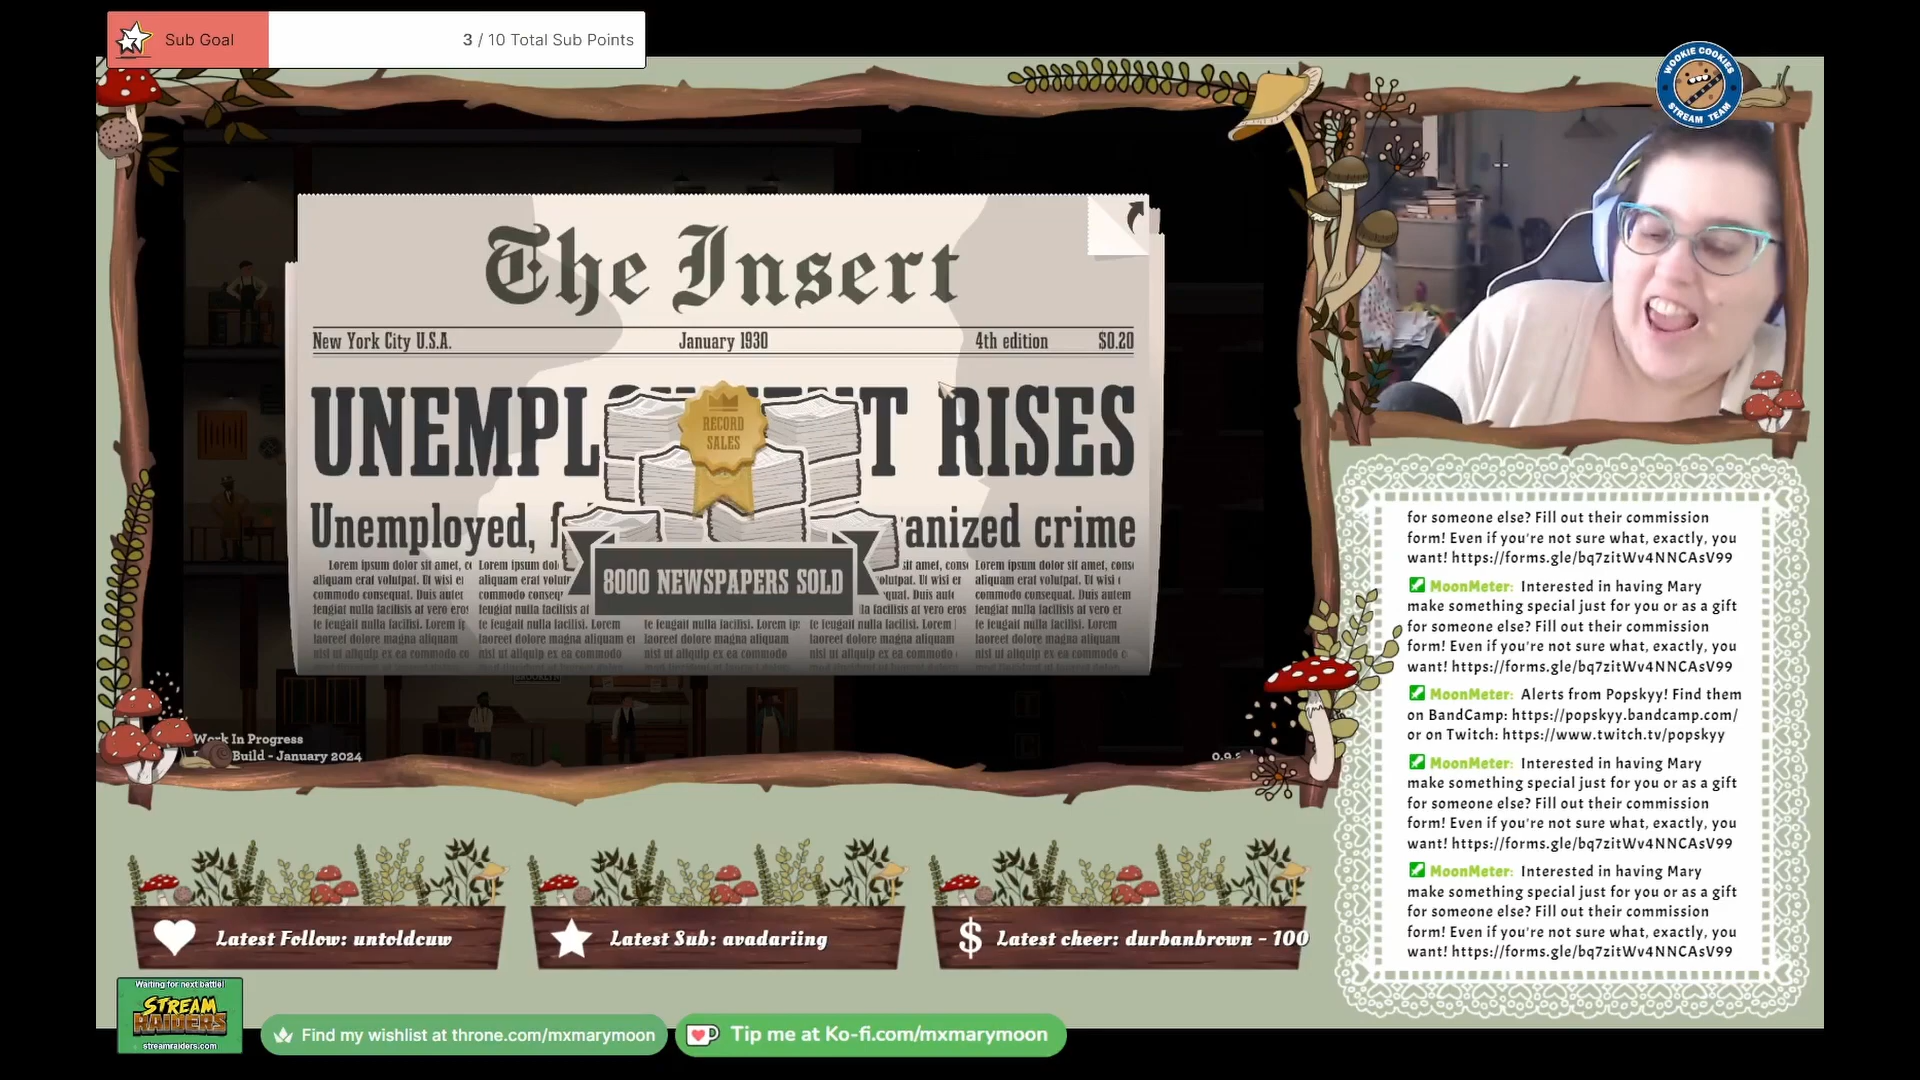 Sub Goal
3 / 10 Total Sub Points
WOOKIE COOKIES
STREAM TEAM
The Insert
New York City U.S.A. January 1930 4th edition $0.20
RISES
RECORD
SALES
Unemployed, crime
8000 NEWSPAPERS SOLD
Work In Progress
Build - January 2024
for someone else? Fill out their commission
form! Even if you're not sure what, exactly, you
want! https://forms.gle/bq7zitWv4NNCAsV99
MoonMeter: Interested in having Mary
make something special just for you or as a gift
for someone else? Fill out their commission
form! Even if you're not sure what, exactly, you
want! https://forms.gle/bq7zitWv4NNCAsV99
MoonMeter: Alerts from Popskyy! Find them
on BandCamp: https://popskyy.bandcamp.com/
or on Twitch: https://www.twitch.tv/popskyy
MoonMeter: Interested in having Mary
make something special just for you or as a gift
for someone else? Fill out their commission
form! Even if you're not sure what, exactly, you
want! https://forms.gle/bq7zitWv4NNCAsV99
MoonMeter: Interested in having Mary
make something special just for you or as a gift
for someone else? Fill out their commission
form! Even if you're not sure what, exactly, you
want! https://forms.gle/bq7zitWv4NNCAsV99
Latest Follow: untoldcuw
Latest Sub: avadariing
Latest cheer: durbanbrown - 100
Waiting for next battle!
STREAM
RAIDERS
streamraiders.com
Find my wishlist at throne.com/mxmarymoon
Tip me at Ko-fi.com/mxmarymoon